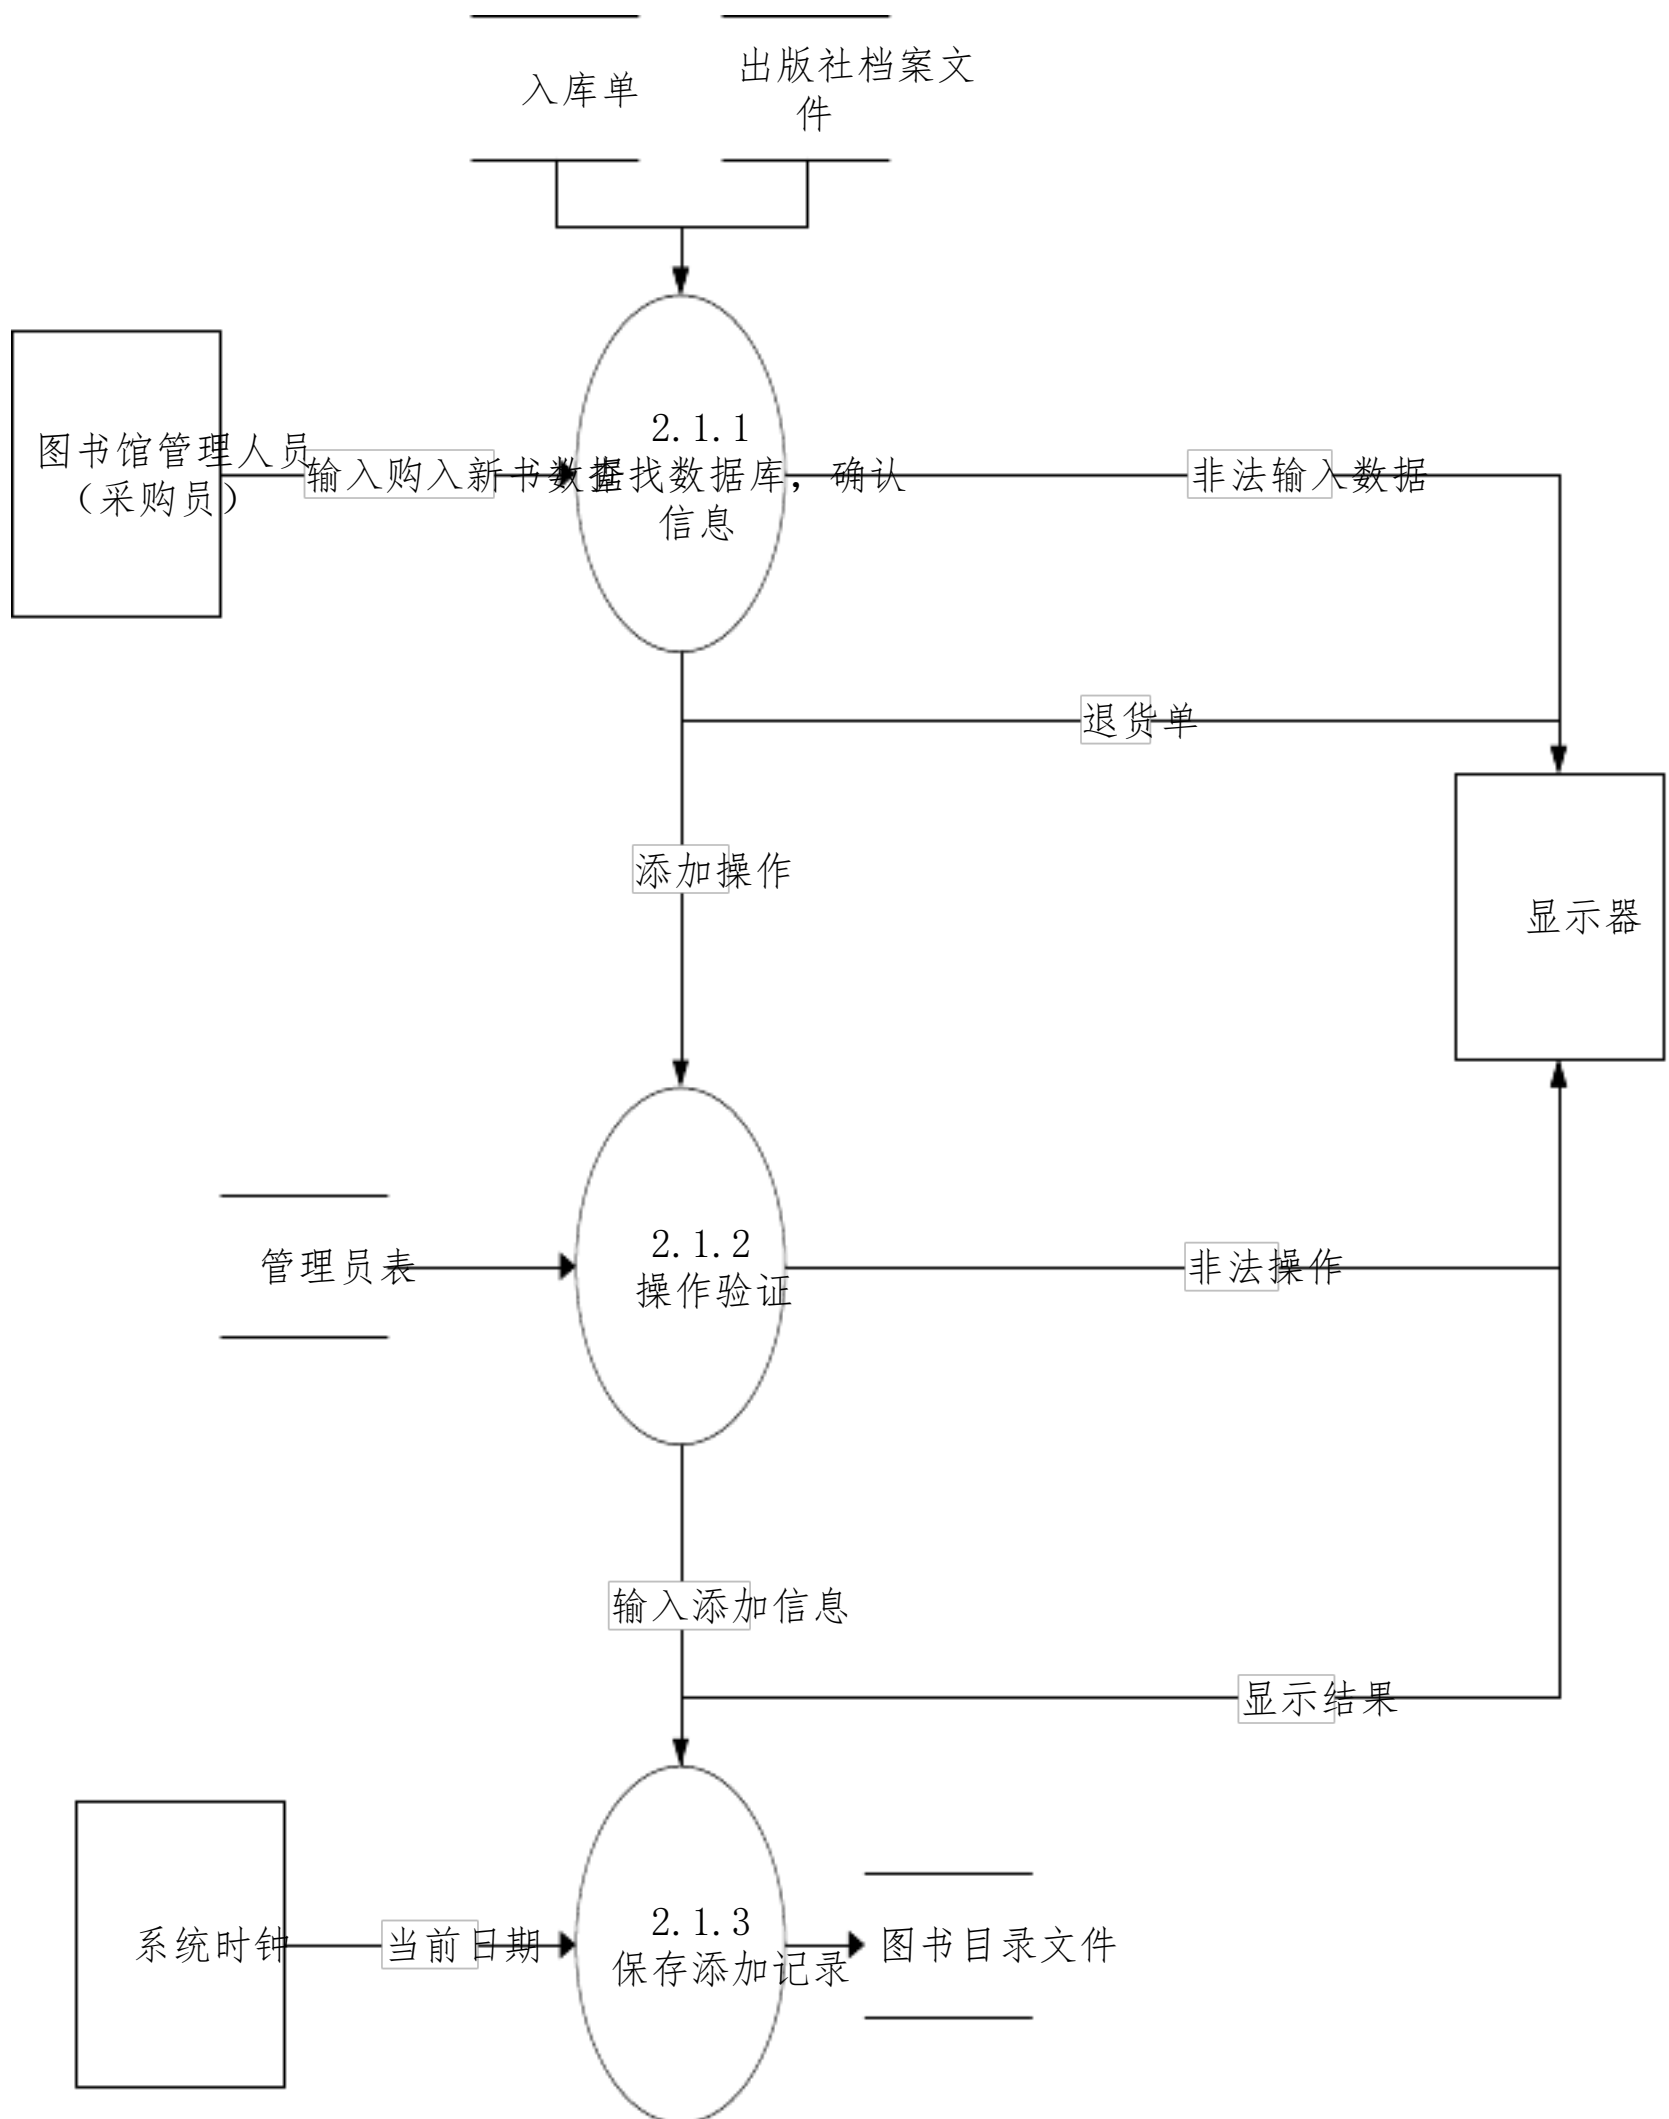 入库单
出版社档案文
件
图书馆管理人员
（采购员）
输入购入新书数据
2.1.1
查找数据库，确认
信息
非法输入数据
退货单
添加操作
显示器
管理员表
2.1.2
操作验证
非法操作
输入添加信息
显示结果
系统时钟
当前日期
2.1.3
保存添加记录
图书目录文件